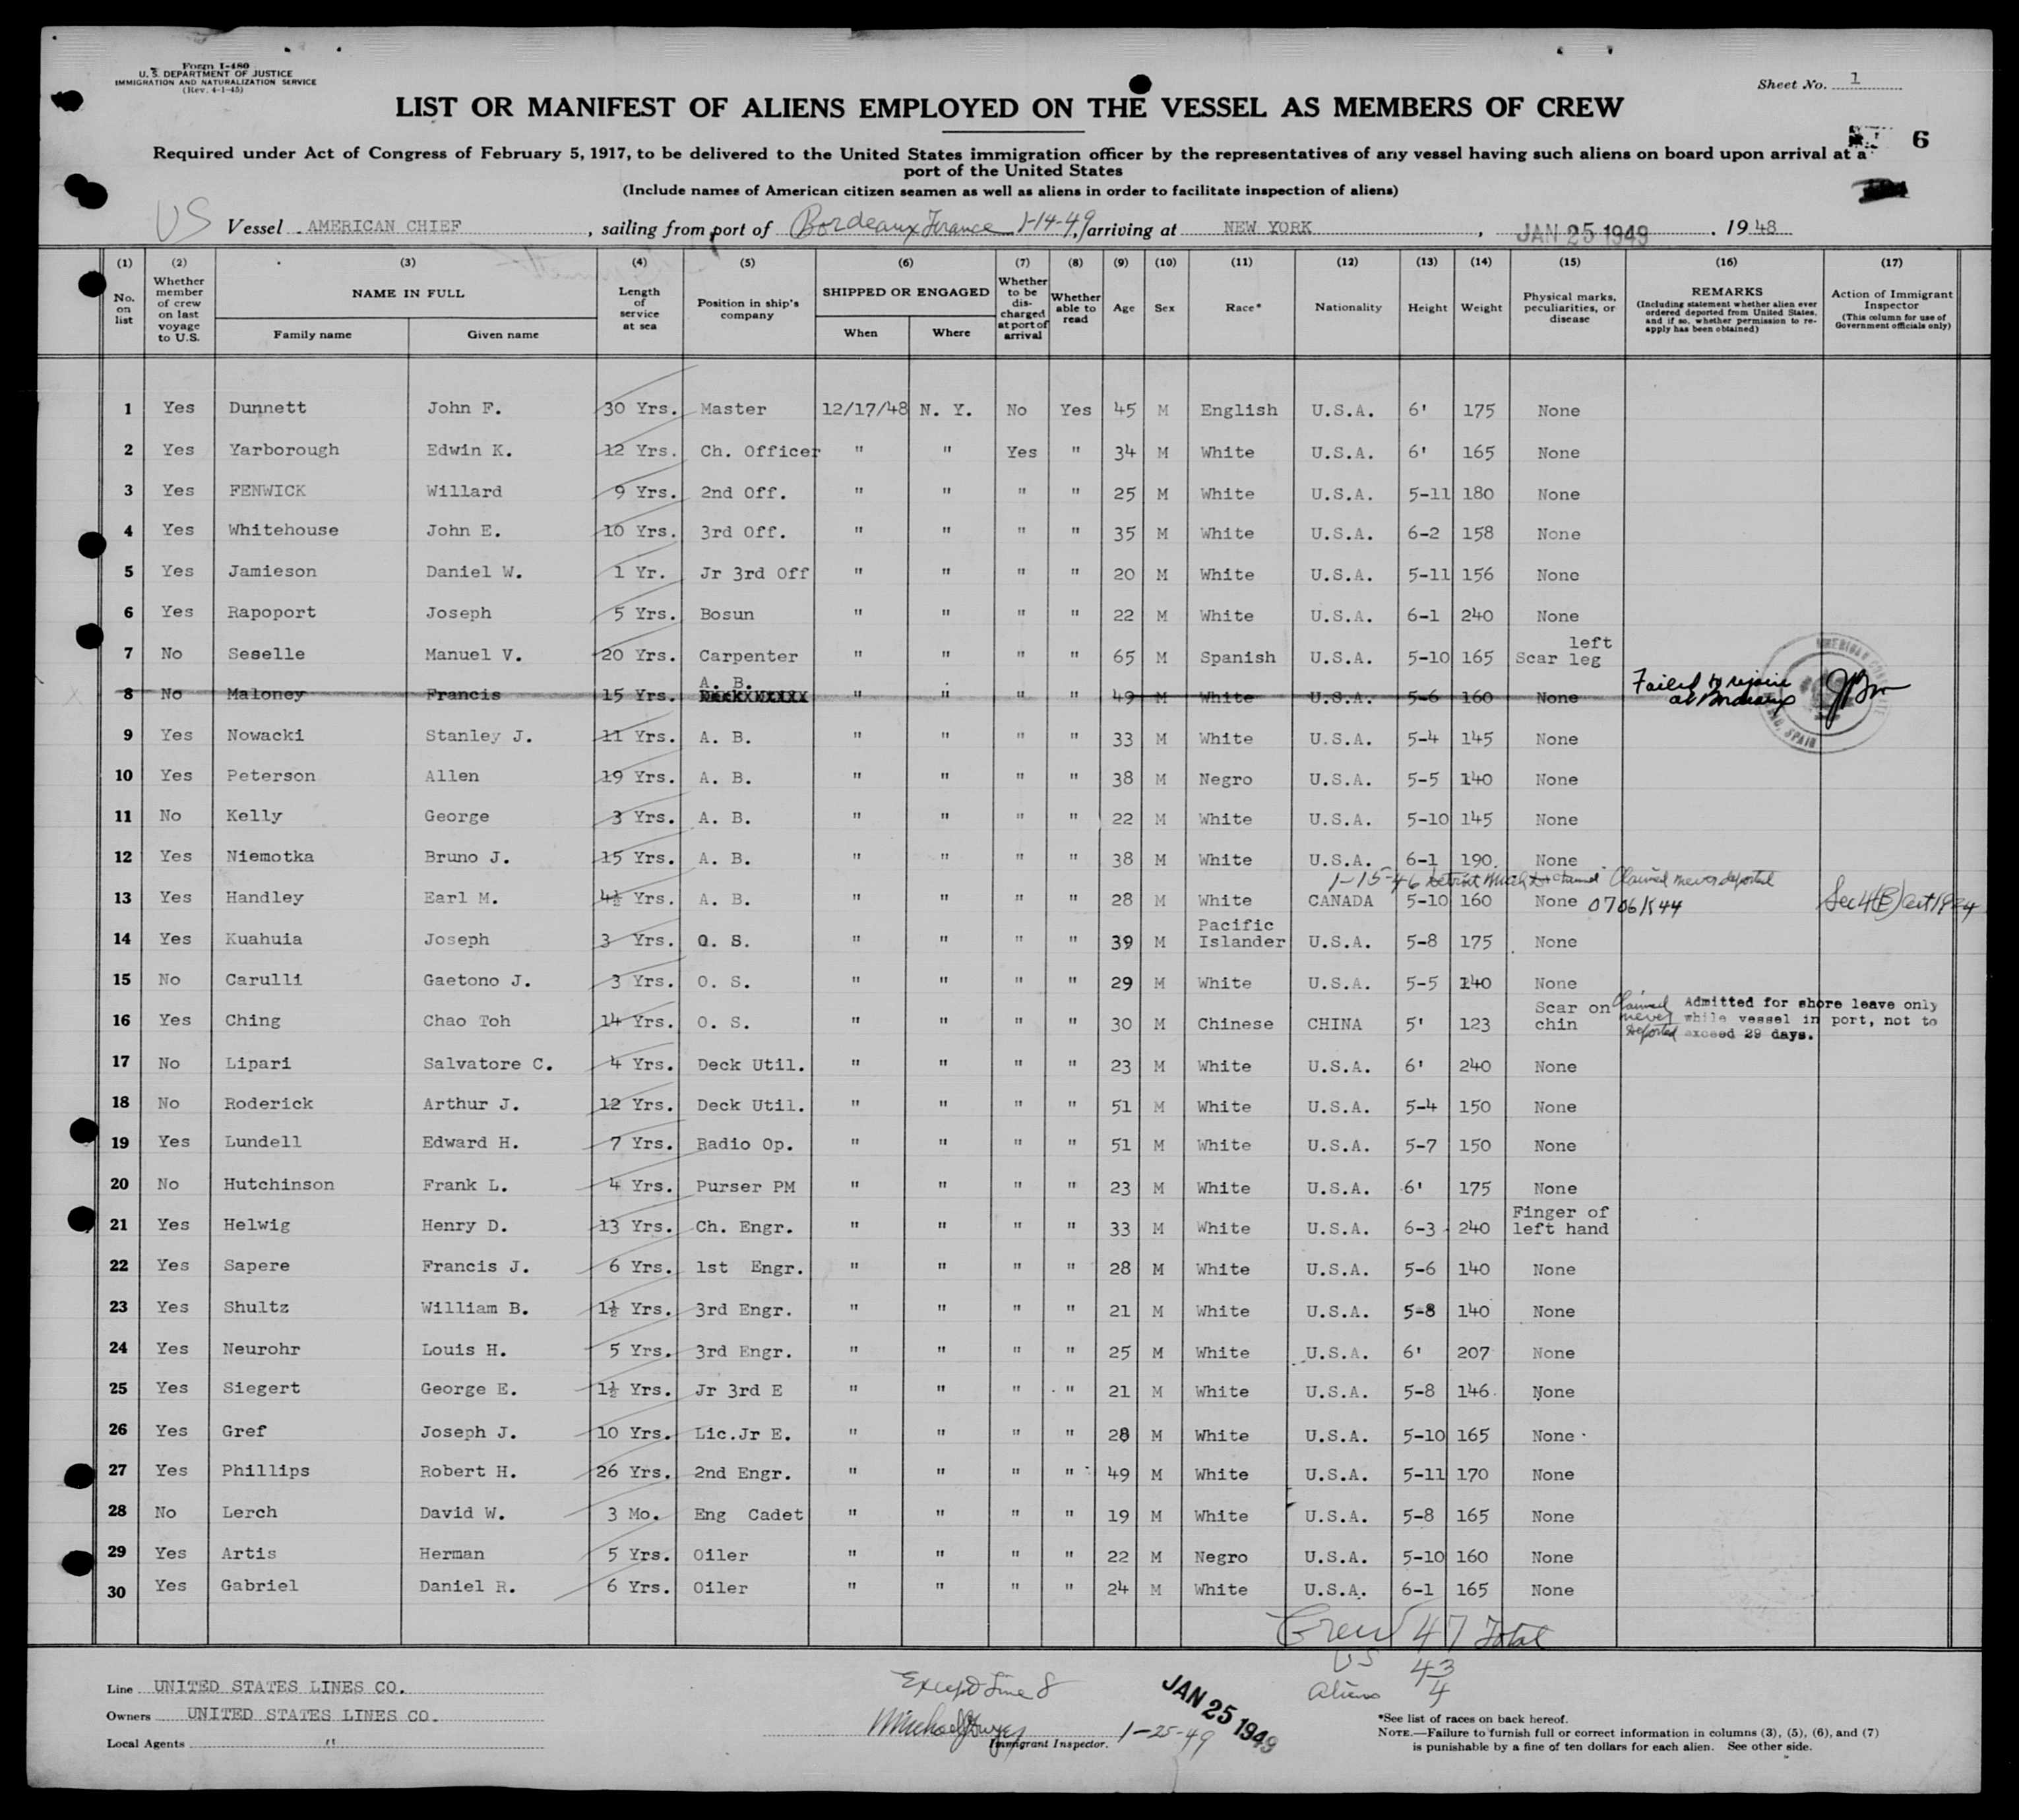 Form I-480
U. S. DEPARTMENT OF JUSTICE
IMMIGRATION AND NATURALIZATION SERVICE
(Rev. 4-1-45)
Sheet No. 1
LIST OR MANIFEST OF ALIENS EMPLOYED ON THE VESSEL AS MEMBERS OF CREW
6
Required under Act of Congress of February 5, 1917, to be delivered to the United States immigration officer by the representatives of any vessel having such aliens on board upon arrival at a
port of the United States
(Include names of American citizen seamen as well as aliens in order to facilitate inspection of aliens)
US Vessel AMERICAN CHIEF, sailing from port of Bordeaux France 1-14-49, arriving at NEW YORK, JAN 25 1949, 1948
(1) (2) (3) (4) (5) (6) (7) (8) (9) (10) (11) (12) (13) (14) (15) (16) (17)
No. on list
Whether member of crew on last voyage to U.S.
NAME IN FULL
Family name
Given name
Length of service at sea
Position in ship's company
SHIPPED OR ENGAGED
When
Where
Whether to be discharged at port of arrival
Whether able to read
Age
Sex
Race*
Nationality
Height
Weight
Physical marks, peculiarities, or disease
REMARKS
(Including statement whether alien ever ordered deported from United States, and if so, whether permission to reapply has been obtained)
Action of Immigrant Inspector
(This column for use of Government officials only)
1 Yes Dunnett John F. 30 Yrs. Master 12/17/48 N. Y. No Yes 45 M English U.S.A. 6' 175 None
2 Yes Yarborough Edwin K. 12 Yrs. Ch. Officer " " Yes " 34 M White U.S.A. 6' 165 None
3 Yes FENWICK Willard 9 Yrs. 2nd Off. " " " " 25 M White U.S.A. 5-11 180 None
4 Yes Whitehouse John E. 10 Yrs. 3rd Off. " " " " 35 M White U.S.A. 6-2 158 None
5 Yes Jamieson Daniel W. 1 Yr. Jr 3rd Off " " " " 20 M White U.S.A. 5-11 156 None
6 Yes Rapoport Joseph 5 Yrs. Bosun " " " " 22 M White U.S.A. 6-1 240 None
7 No Seselle Manuel V. 20 Yrs. Carpenter " " " " 65 M Spanish U.S.A. 5-10 165 Scar left leg
8 No Maloney Francis 15 Yrs. A. B. " " " " 49 M White U.S.A. 5-6 160 None Failed to rejoin at Bordeaux
9 Yes Nowacki Stanley J. 11 Yrs. A. B. " " " " 33 M White U.S.A. 5-4 145 None
10 Yes Peterson Allen 19 Yrs. A. B. " " " " 38 M Negro U.S.A. 5-5 140 None
11 No Kelly George 3 Yrs. A. B. " " " " 22 M White U.S.A. 5-10 145 None
12 Yes Niemotka Bruno J. 15 Yrs. A. B. " " " " 38 M White U.S.A. 6-1 190 None
1-15-46 Detroit Mich Claimed never deported
13 Yes Handley Earl M. 4½ Yrs. A. B. " " " " 28 M White CANADA 5-10 160 None 0706/544 Sec 4(E) act 1924
14 Yes Kuahuia Joseph 3 Yrs. O. S. " " " " 39 M Pacific Islander U.S.A. 5-8 175 None
15 No Carulli Gaetono J. 3 Yrs. O. S. " " " " 29 M White U.S.A. 5-5 140 None
16 Yes Ching Chao Toh 14 Yrs. O. S. " " " " 30 M Chinese CHINA 5' 123 Scar on chin Claimed never deported Admitted for shore leave only while vessel in port, not to exceed 29 days.
17 No Lipari Salvatore C. 4 Yrs. Deck Util. " " " " 23 M White U.S.A. 6' 240 None
18 No Roderick Arthur J. 12 Yrs. Deck Util. " " " " 51 M White U.S.A. 5-4 150 None
19 Yes Lundell Edward H. 7 Yrs. Radio Op. " " " " 51 M White U.S.A. 5-7 150 None
20 No Hutchinson Frank L. 4 Yrs. Purser PM " " " " 23 M White U.S.A. 6' 175 None
21 Yes Helwig Henry D. 13 Yrs. Ch. Engr. " " " " 33 M White U.S.A. 6-3 240 Finger of left hand
22 Yes Sapere Francis J. 6 Yrs. 1st Engr. " " " " 28 M White U.S.A. 5-6 140 None
23 Yes Shultz William B. 1½ Yrs. 3rd Engr. " " " " 21 M White U.S.A. 5-8 140 None
24 Yes Neurohr Louis H. 5 Yrs. 3rd Engr. " " " " 25 M White U.S.A. 6' 207 None
25 Yes Siegert George E. 1½ Yrs. Jr 3rd E " " " " 21 M White U.S.A. 5-8 146 None
26 Yes Gref Joseph J. 10 Yrs. Lic.Jr E. " " " " 28 M White U.S.A. 5-10 165 None
27 Yes Phillips Robert H. 26 Yrs. 2nd Engr. " " " " 49 M White U.S.A. 5-11 170 None
28 No Lerch David W. 3 Mo. Eng Cadet " " " " 19 M White U.S.A. 5-8 165 None
29 Yes Artis Herman 5 Yrs. Oiler " " " " 22 M Negro U.S.A. 5-10 160 None
30 Yes Gabriel Daniel R. 6 Yrs. Oiler " " " " 24 M White U.S.A. 6-1 165 None
Crew 47 Total
US 43
Aliens 4
Line UNITED STATES LINES CO.
Owners UNITED STATES LINES CO.
Local Agents "
Except Line 8
Immigrant Inspector. 1-25-49
JAN 25 1949
*See list of races on back hereof.
NOTE.—Failure to furnish full or correct information in columns (3), (5), (6), and (7)
is punishable by a fine of ten dollars for each alien. See other side.